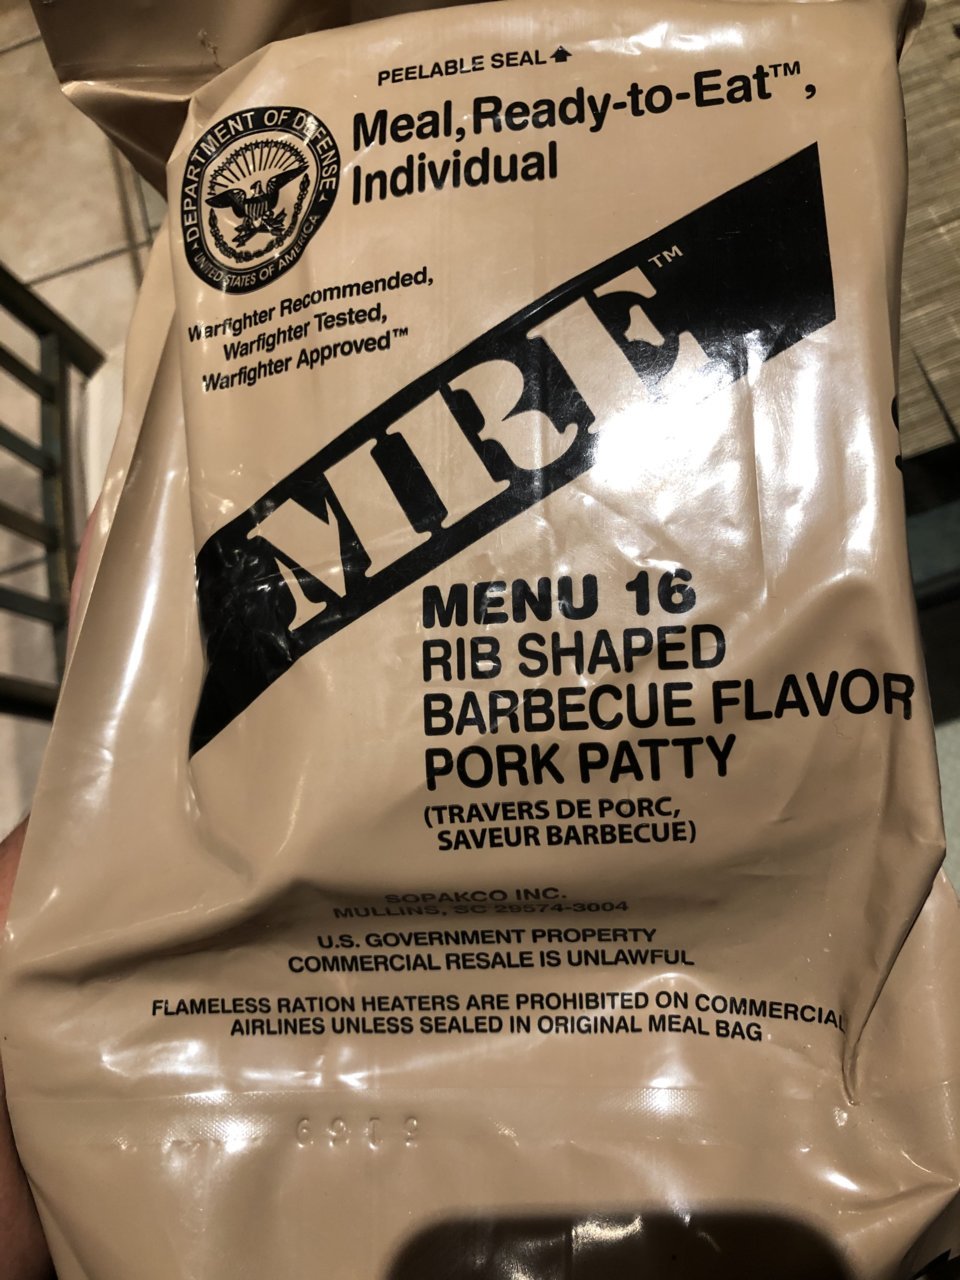 PEELABLE SEAL
Meal, Ready-to-Eat™,
Individual
DEPARTMENT OF DEFENSE
UNITED STATES OF AMERICA
Warfighter Recommended,
Warfighter Tested,
Warfighter Approved™
MRE™
MENU 16
RIB SHAPED
BARBECUE FLAVOR
PORK PATTY
(TRAVERS DE PORC,
SAVEUR BARBECUE)
SOPAKCO INC.
MULLINS, SC 29574-3004
U.S. GOVERNMENT PROPERTY
COMMERCIAL RESALE IS UNLAWFUL
FLAMELESS RATION HEATERS ARE PROHIBITED ON COMMERCIAL
AIRLINES UNLESS SEALED IN ORIGINAL MEAL BAG